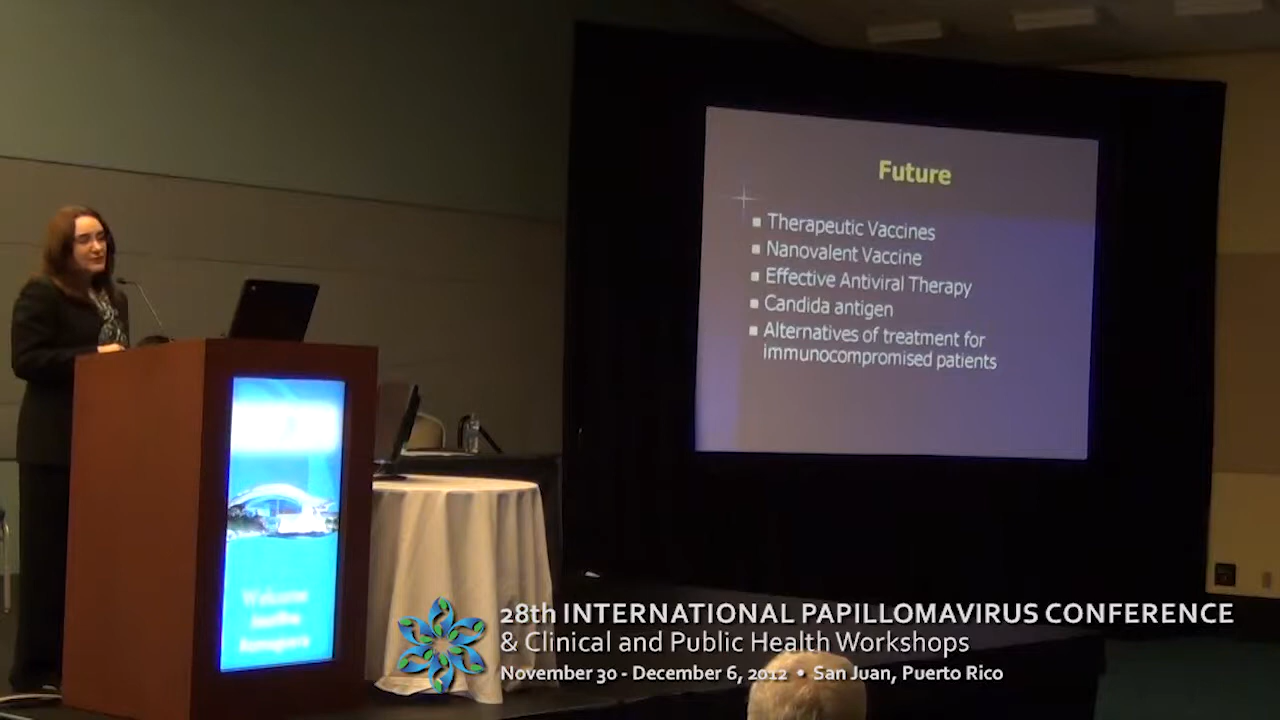 Future
Therapeutic Vaccines
Nanovalent Vaccine
Effective Antiviral Therapy
Candida antigen
Alternatives of treatment for
immunocompromised patients
Welcome
28th INTERNATIONAL PAPILLOMAVIRUS CONFERENCE
& Clinical and Public Health Workshops
November 30 - December 6, 2012 • San Juan, Puerto Rico